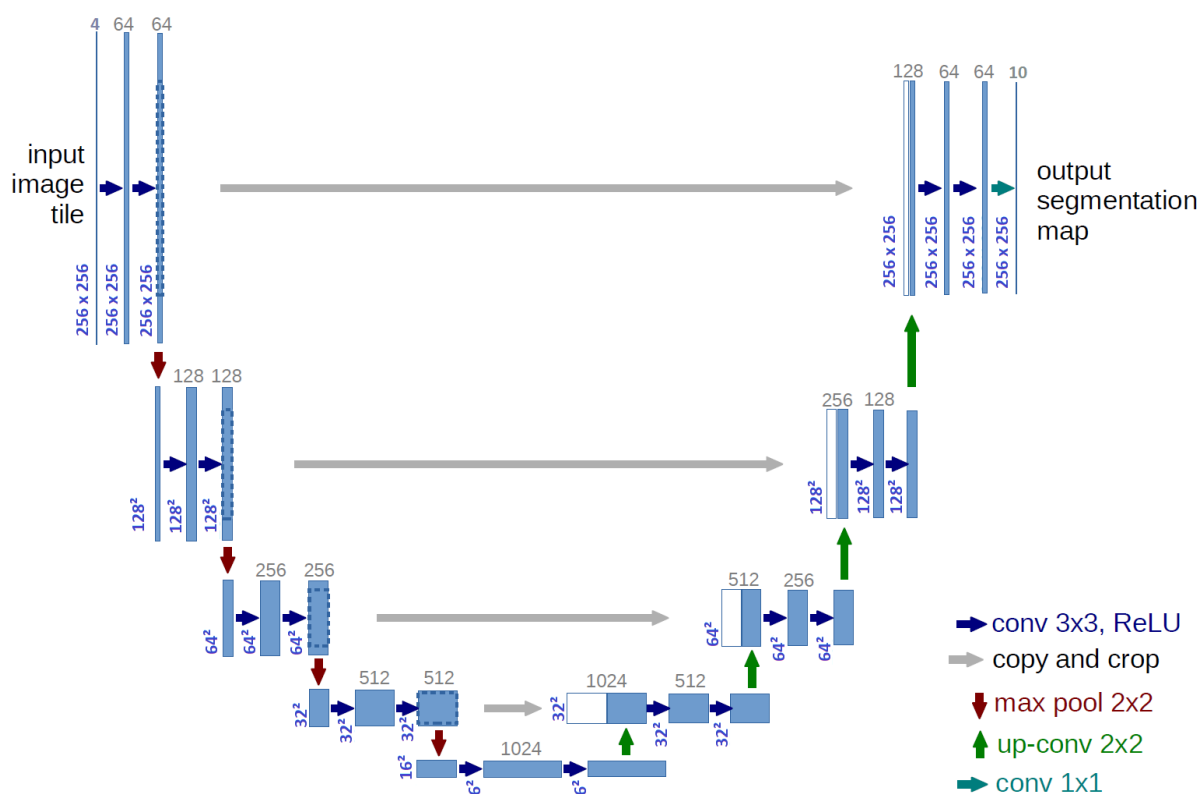 4 64 64
128 64 64 10
input
image
tile
output
segmentation
map
256 x 256
256 x 256
256 x 256
256 x 256
256 x 256
256 x 256
256 x 256
128 128
256 128
128²
128²
128²
128²
128²
128²
256 256
512 256
64²
64²
64²
64²
64²
64²
512 512
1024 512
32²
32²
32²
32²
32²
32²
1024
16²
6²
6²
conv 3x3, ReLU
copy and crop
max pool 2x2
up-conv 2x2
conv 1x1